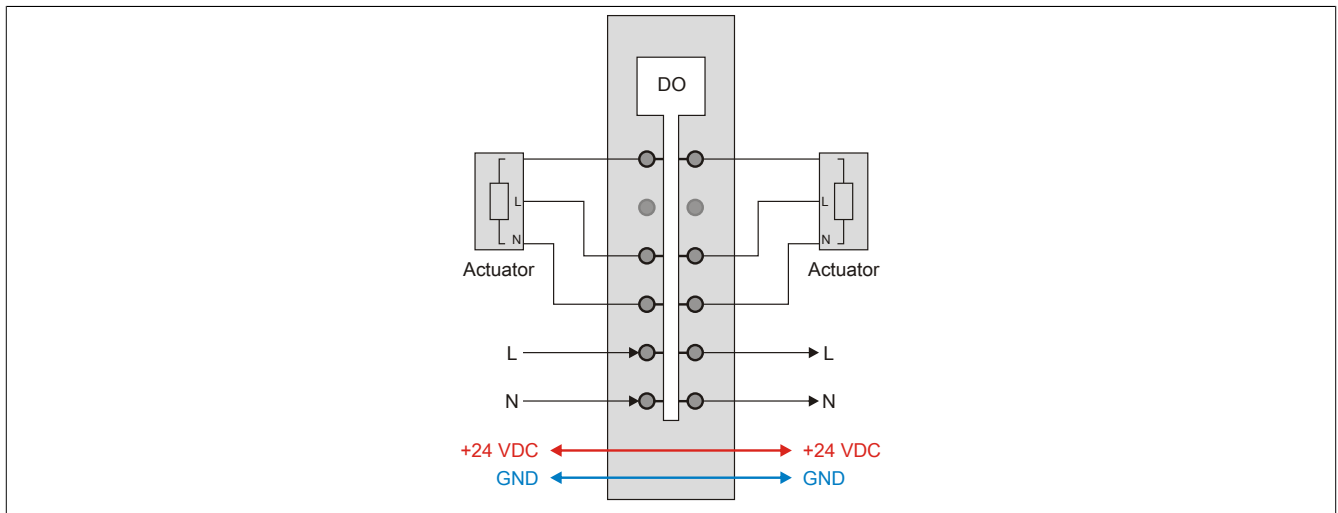 DO
L L
N N
Actuator Actuator
L L
N N
+24 VDC +24 VDC
GND GND